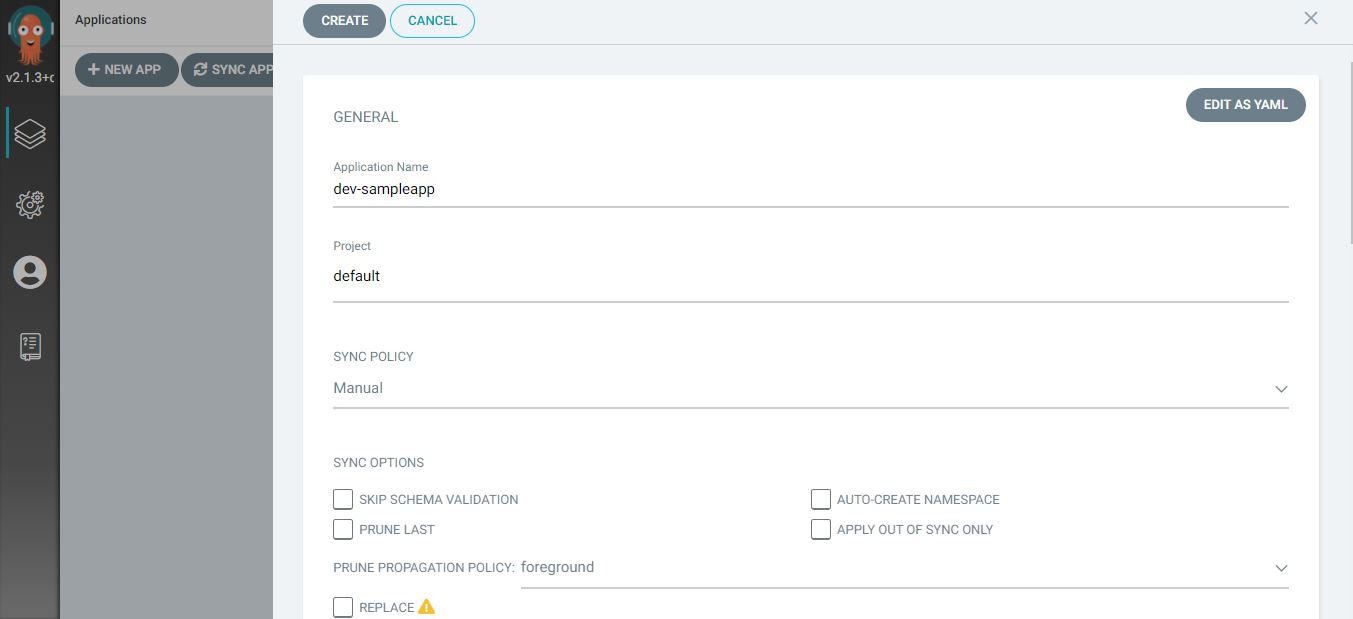 Applications
CREATE CANCEL
v2.1.3+
NEW APP SYNC APP
EDIT AS YAML
GENERAL
Application Name
dev-sampleapp
Project
default
SYNC POLICY
Manual
SYNC OPTIONS
SKIP SCHEMA VALIDATION AUTO-CREATE NAMESPACE
PRUNE LAST APPLY OUT OF SYNC ONLY
PRUNE PROPAGATION POLICY: foreground
REPLACE